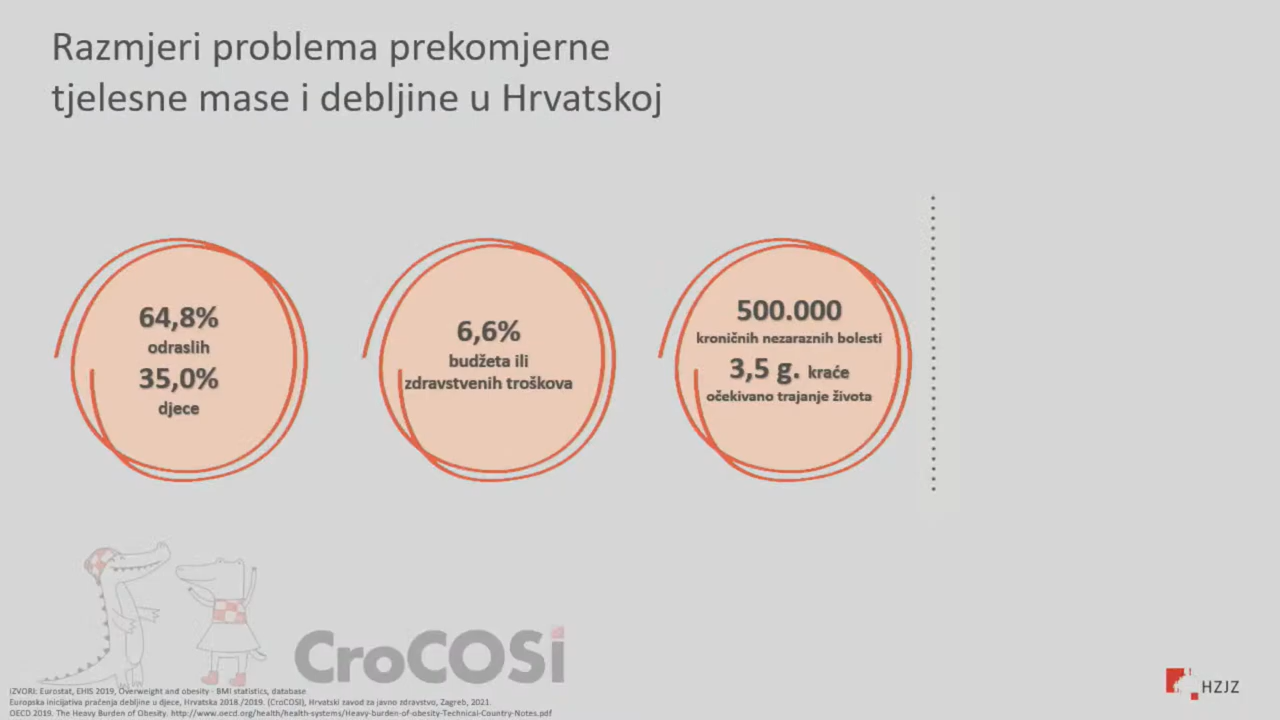 Razmjeri problema prekomjerne
tjelesne mase i debljine u Hrvatskoj
64,8%
odraslih
35,0%
djece
6,6%
budžeta ili
zdravstvenih troškova
500.000
kroničnih nezaraznih bolesti
3,5 g. kraće
očekivano trajanje života
CroCOSi
IZVORI: Eurostat, EHIS 2019, Overweight and obesity - BMI statistics, database
Europska inicijativa praćenja debljine u djece, Hrvatska 2018./2019. (CroCOSI), Hrvatski zavod za javno zdravstvo, Zagreb, 2021.
OECD 2019. The Heavy Burden of Obesity. http://www.oecd.org/health/health-systems/Heavy-burden-of-obesity-Technical-Country-Notes.pdf
HZJZ